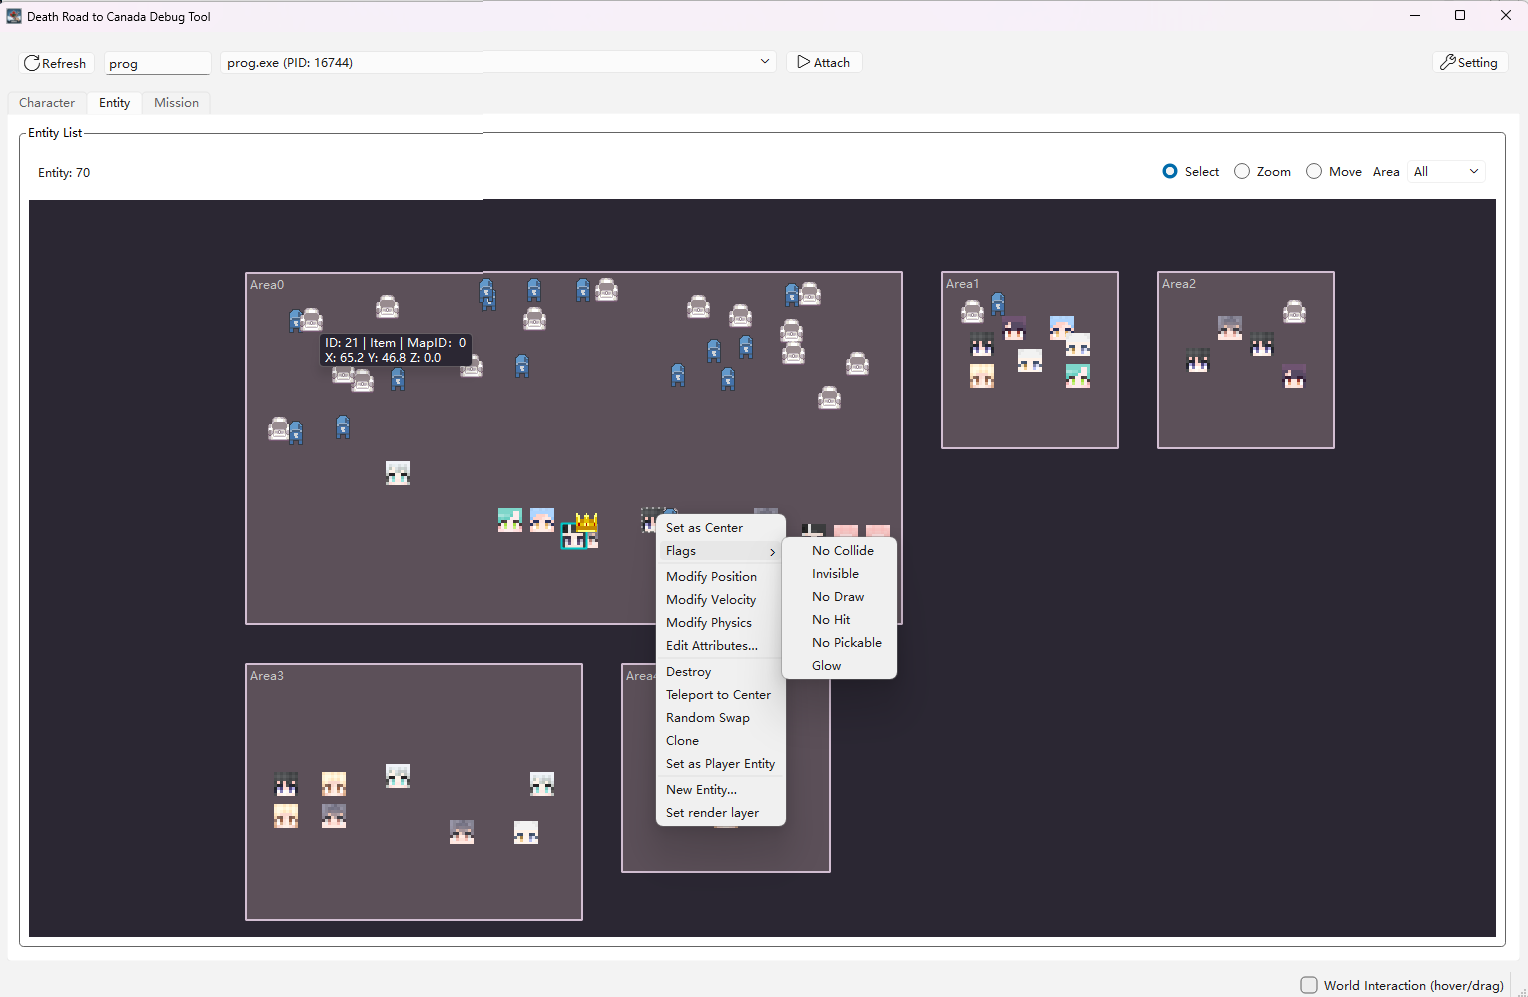 Death Road to Canada Debug Tool
Refresh
prog
prog.exe (PID: 16744)
Attach
Setting
Character
Entity
Mission
Entity List
Entity: 70
Select
Zoom
Move
Area
All
Area0
Area1
Area2
ID: 21 | Item | MapID: 0
X: 65.2 Y: 46.8 Z: 0.0
Set as Center
Flags
Modify Position
Modify Velocity
Modify Physics
Edit Attributes...
Destroy
Teleport to Center
Random Swap
Clone
Set as Player Entity
New Entity...
Set render layer
No Collide
Invisible
No Draw
No Hit
No Pickable
Glow
Area3
Area4
World Interaction (hover/drag)